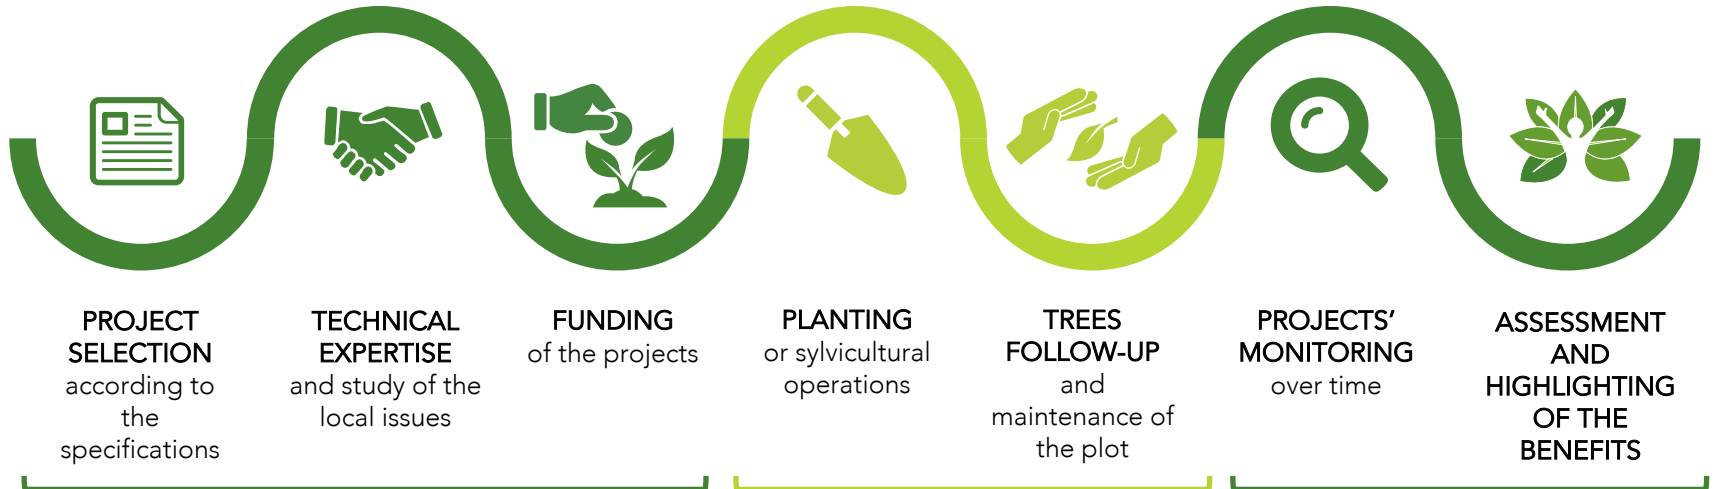 PROJECT
SELECTION
according to
the
specifications
TECHNICAL
EXPERTISE
and study of the
local issues
FUNDING
of the projects
PLANTING
or sylvicultural
operations
TREES
FOLLOW-UP
and
maintenance of
the plot
PROJECTS’
MONITORING
over time
ASSESSMENT
AND
HIGHLIGHTING
OF THE
BENEFITS